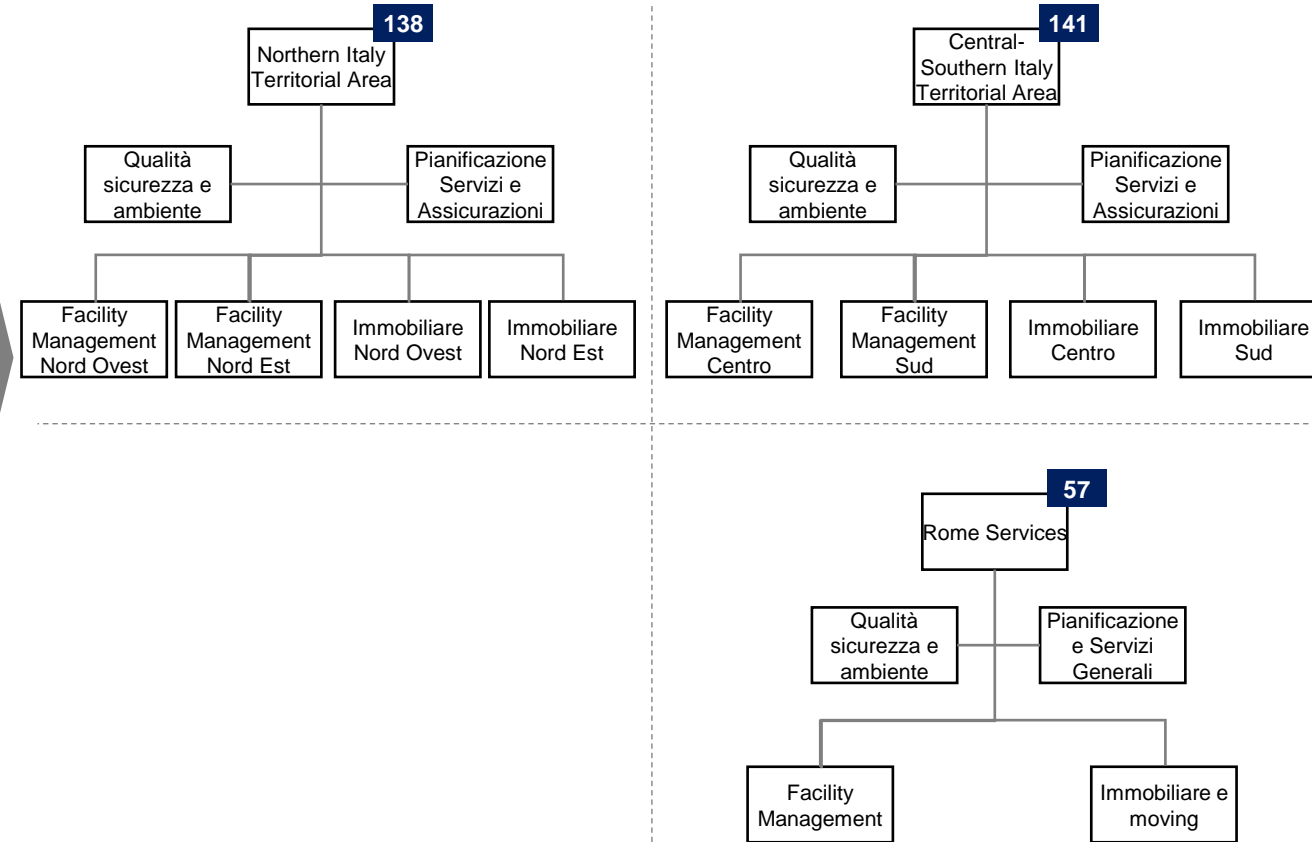 138
Northern Italy
Territorial Area
Qualità
sicurezza e
ambiente
Pianificazione
Servizi e
Assicurazioni
Facility
Management
Nord Ovest
Facility
Management
Nord Est
Immobiliare
Nord Ovest
Immobiliare
Nord Est
141
Central-
Southern Italy
Territorial Area
Qualità
sicurezza e
ambiente
Pianificazione
Servizi e
Assicurazioni
Facility
Management
Centro
Facility
Management
Sud
Immobiliare
Centro
Immobiliare
Sud
57
Rome Services
Qualità
sicurezza e
ambiente
Pianificazione
e Servizi
Generali
Facility
Management
Immobiliare e
moving